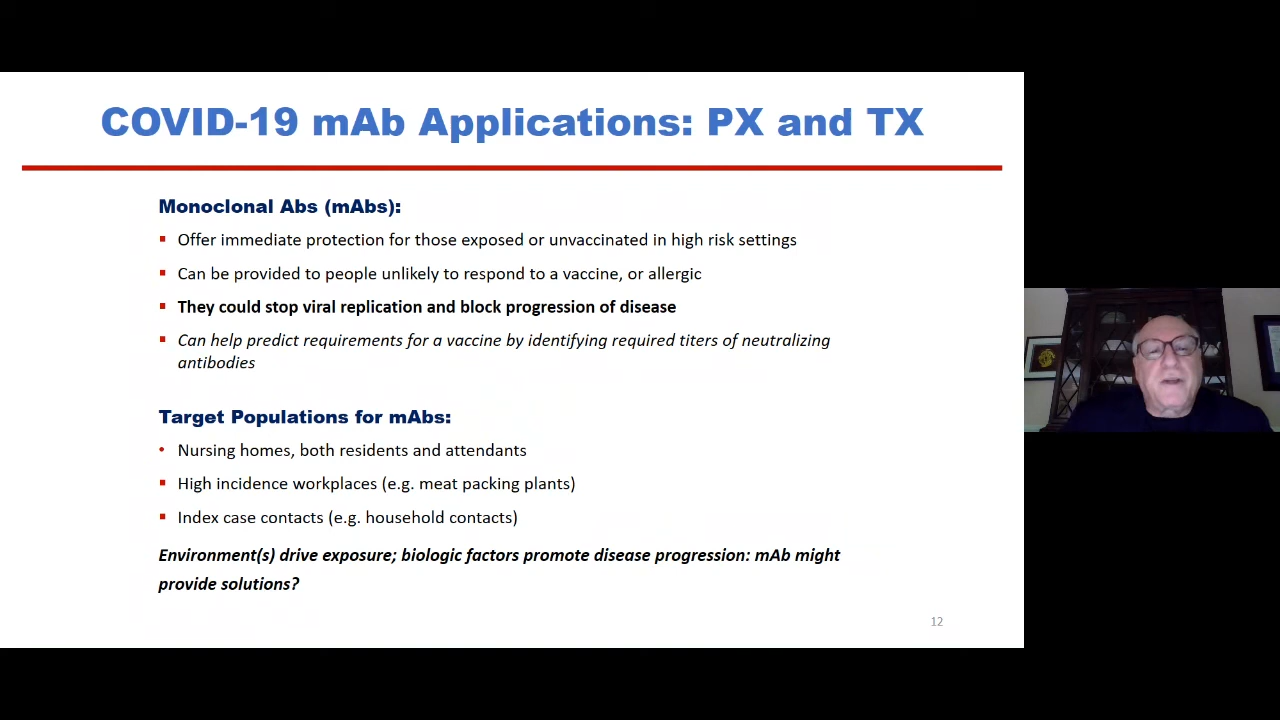 COVID-19 mAb Applications: PX and TX
Monoclonal Abs (mAbs):
Offer immediate protection for those exposed or unvaccinated in high risk settings
Can be provided to people unlikely to respond to a vaccine, or allergic
They could stop viral replication and block progression of disease
Can help predict requirements for a vaccine by identifying required titers of neutralizing
antibodies
Target Populations for mAbs:
Nursing homes, both residents and attendants
High incidence workplaces (e.g. meat packing plants)
Index case contacts (e.g. household contacts)
Environment(s) drive exposure; biologic factors promote disease progression: mAb might
provide solutions?
12